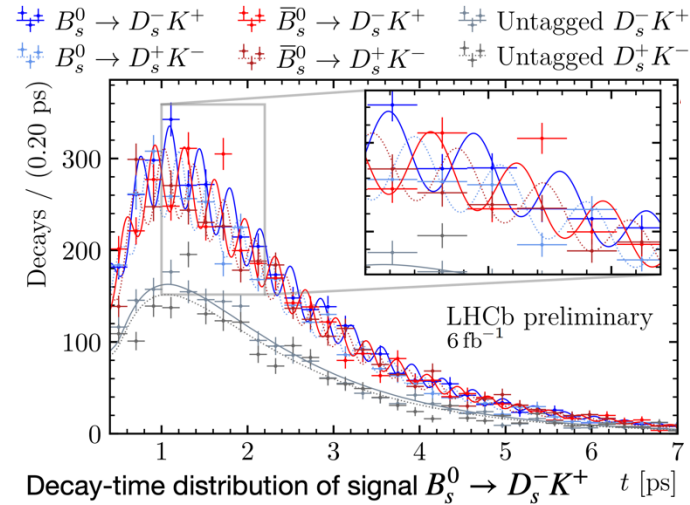 B_s^0 → D_s^- K^+ B̄_s^0 → D_s^- K^+ Untagged D_s^- K^+
B_s^0 → D_s^+ K^- B̄_s^0 → D_s^+ K^- Untagged D_s^+ K^-
Decays / (0.20 ps)
300
200
100
0
LHCb preliminary
6 fb⁻¹
1 2 3 4 5 6 7
Decay-time distribution of signal B_s^0 → D_s^- K^+ t [ps]